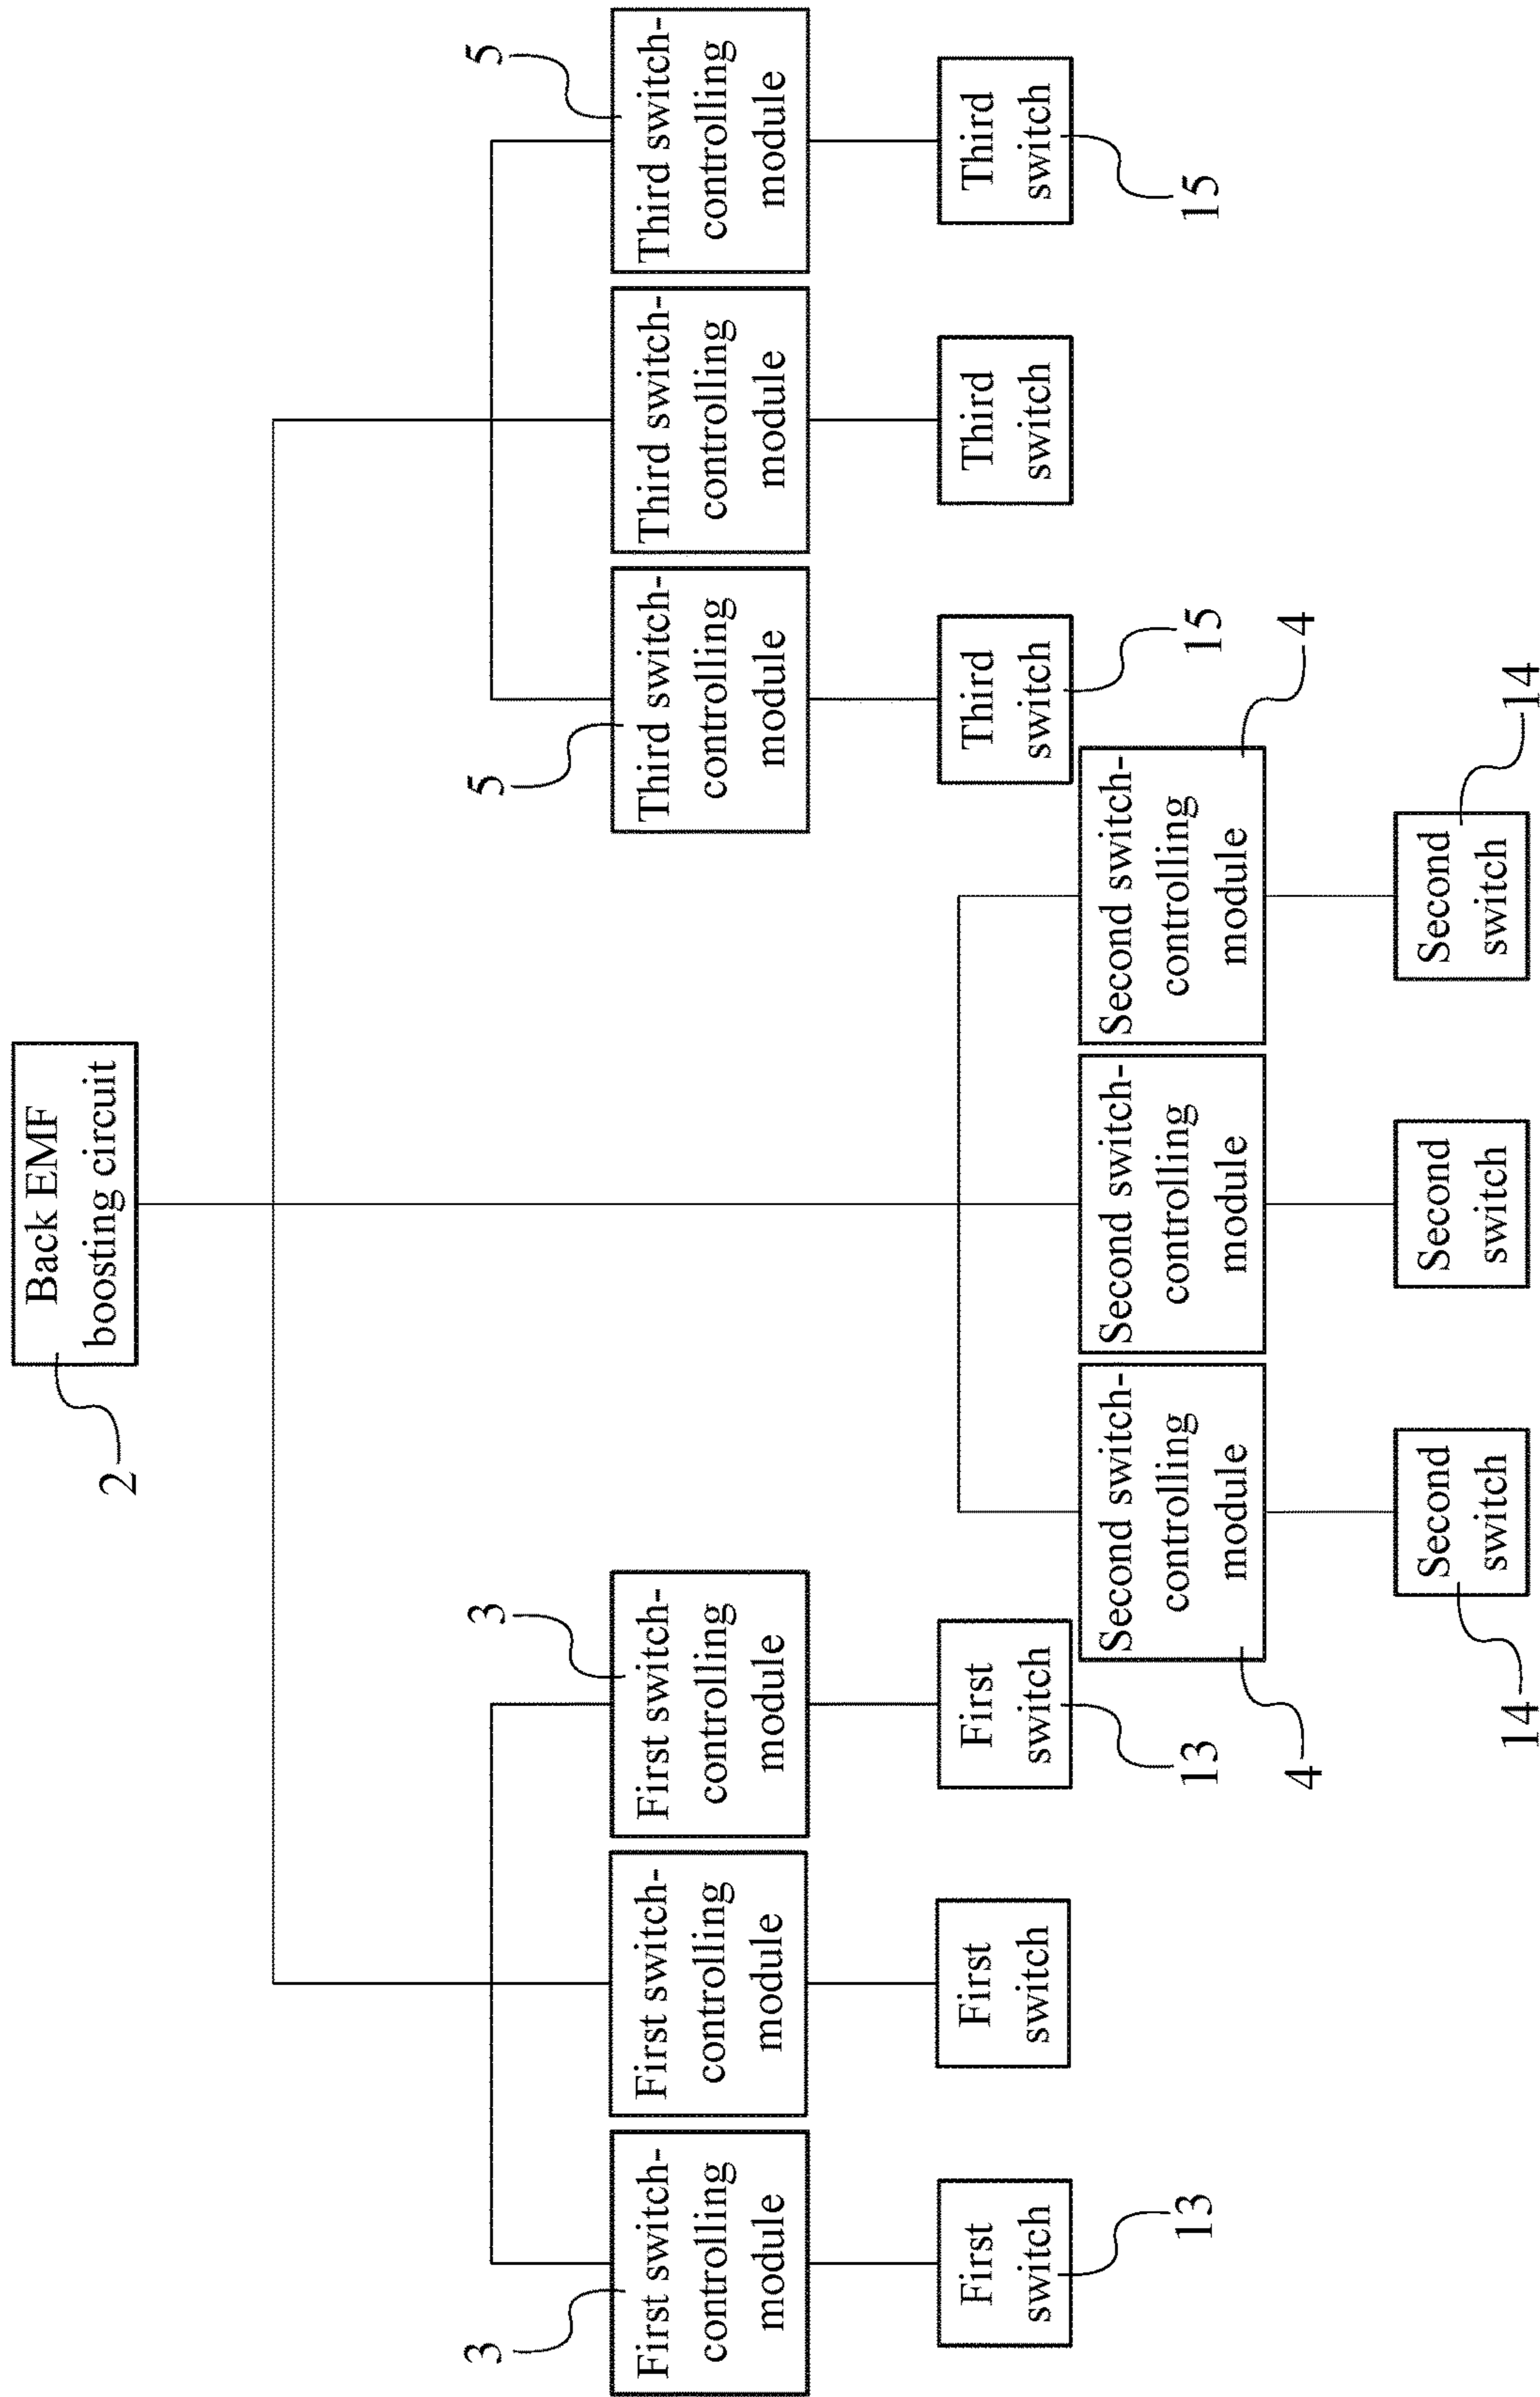 Back EMF
boosting circuit
2
3
3
5
5
First switch-
controlling
module
First switch-
controlling
module
First switch-
controlling
module
Third switch-
controlling
module
Third switch-
controlling
module
Third switch-
controlling
module
First
switch
First
switch
First
switch
Third
switch
Third
switch
Third
switch
13
13
15
15
Second switch-
controlling
module
Second switch-
controlling
module
Second switch-
controlling
module
4
4
Second
switch
Second
switch
Second
switch
14
14